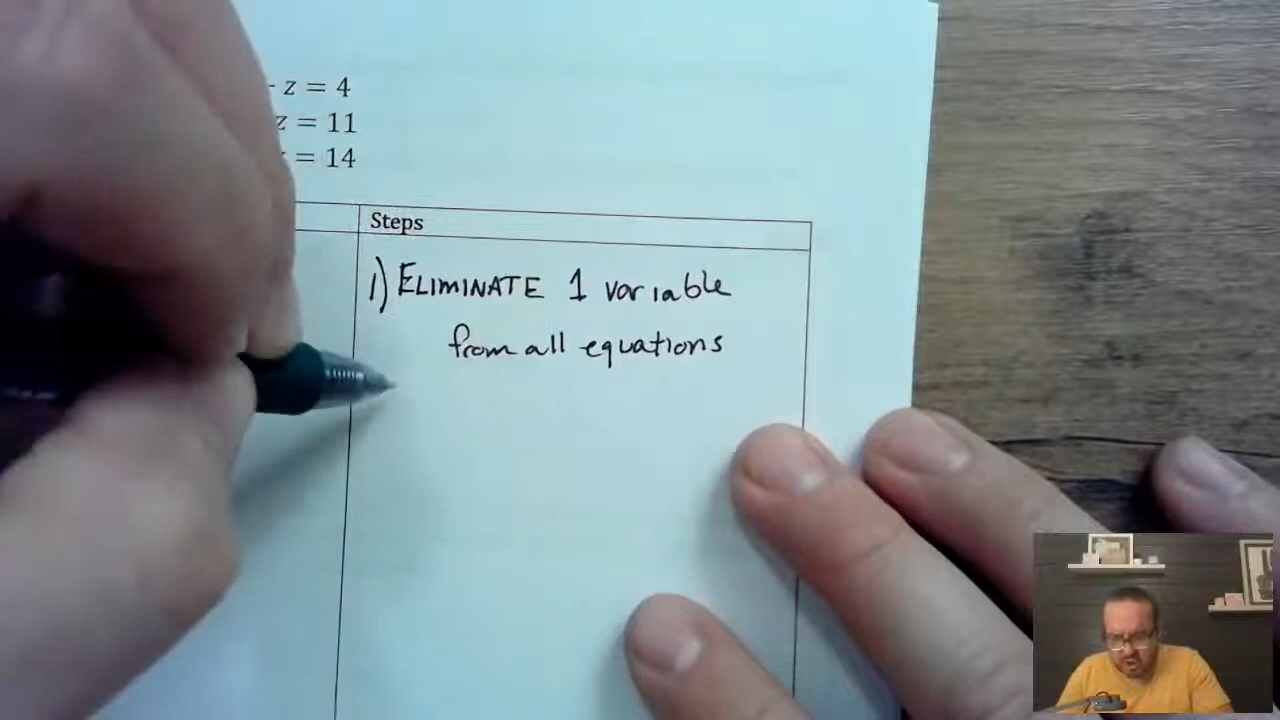 - z = 4
z = 11
= 14
Steps
1) ELIMINATE 1 variable
from all equations